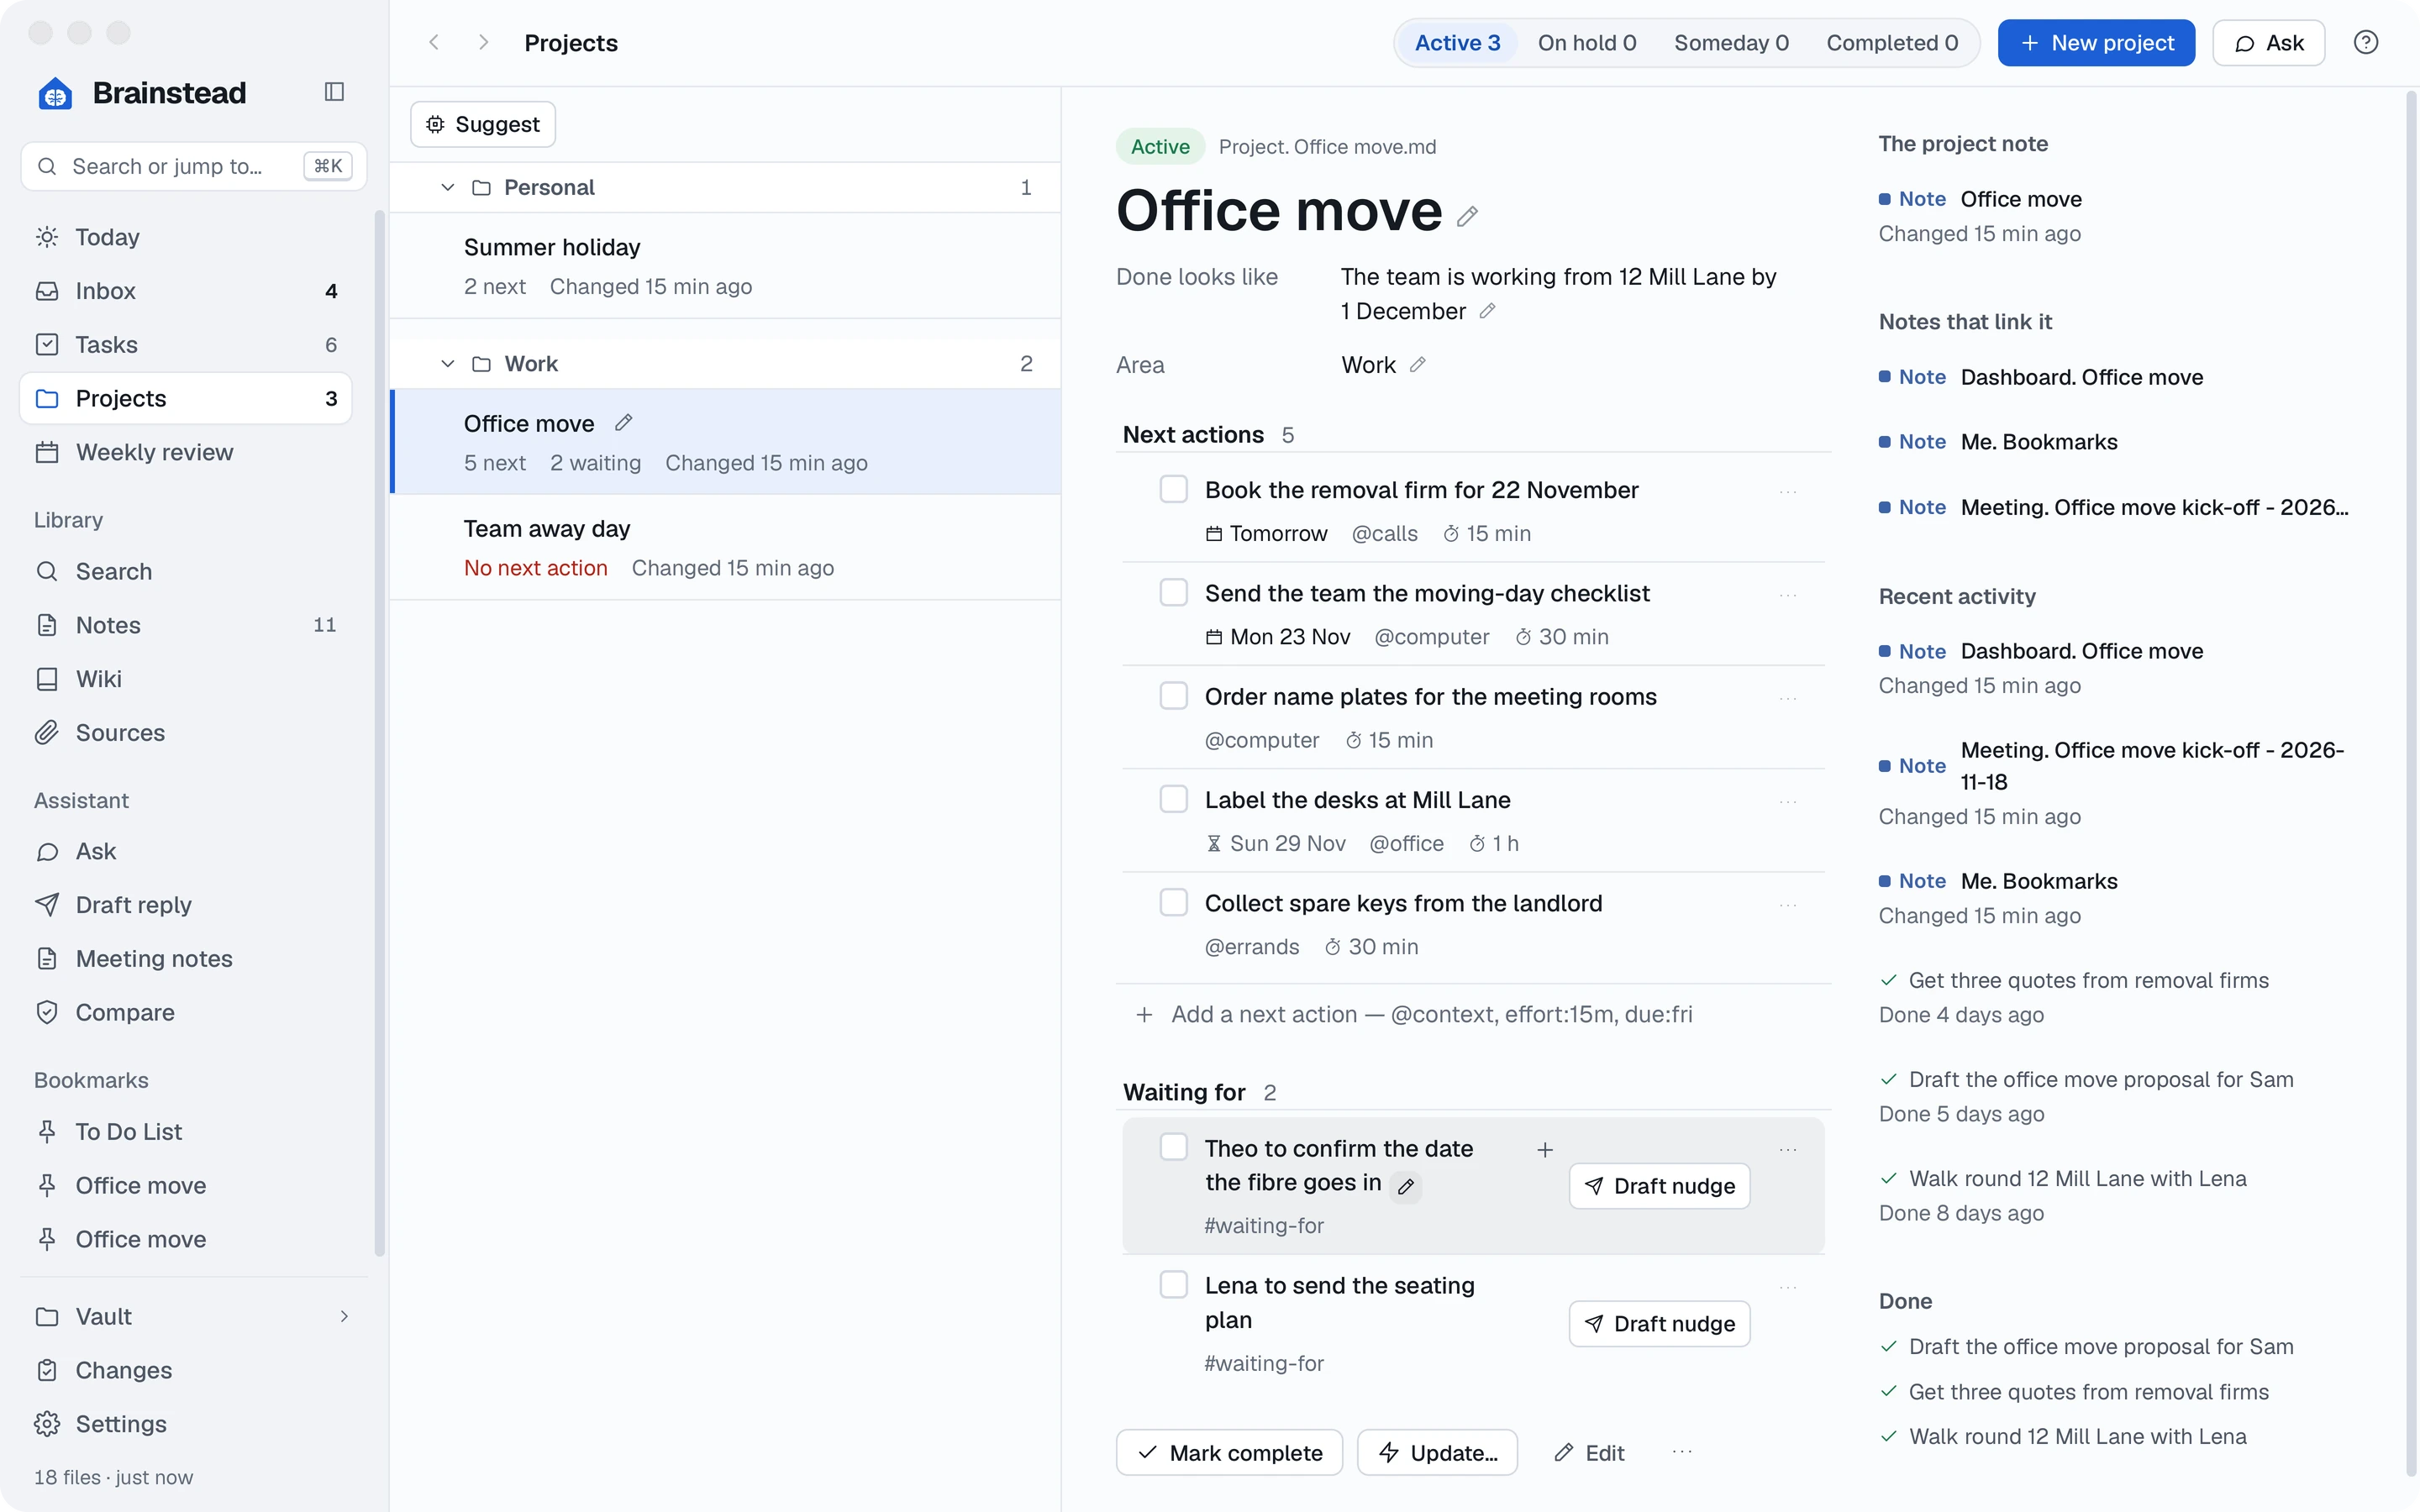 Brainstead
Search or jump to...
⌘K
Today
Inbox 4
Tasks 6
Projects 3
Weekly review
Library
Search
Notes 11
Wiki
Sources
Assistant
Ask
Draft reply
Meeting notes
Compare
Bookmarks
To Do List
Office move
Office move
Vault
Changes
Settings
18 files · just now
Projects
Active 3 On hold 0 Someday 0 Completed 0
+ New project
Ask
Suggest
Personal 1
Summer holiday
2 next Changed 15 min ago
Work 2
Office move
5 next 2 waiting Changed 15 min ago
Team away day
No next action Changed 15 min ago
Active Project. Office move.md
Office move
Done looks like The team is working from 12 Mill Lane by
1 December
Area Work
Next actions 5
Book the removal firm for 22 November
Tomorrow @calls 15 min
Send the team the moving-day checklist
Mon 23 Nov @computer 30 min
Order name plates for the meeting rooms
@computer 15 min
Label the desks at Mill Lane
Sun 29 Nov @office 1 h
Collect spare keys from the landlord
@errands 30 min
+ Add a next action — @context, effort:15m, due:fri
Waiting for 2
Theo to confirm the date
the fibre goes in
Draft nudge
#waiting-for
Lena to send the seating
plan
Draft nudge
#waiting-for
Mark complete Update... Edit
The project note
Note Office move
Changed 15 min ago
Notes that link it
Note Dashboard. Office move
Note Me. Bookmarks
Note Meeting. Office move kick-off - 2026...
Recent activity
Note Dashboard. Office move
Changed 15 min ago
Note Meeting. Office move kick-off - 2026-
11-18
Changed 15 min ago
Note Me. Bookmarks
Changed 15 min ago
Get three quotes from removal firms
Done 4 days ago
Draft the office move proposal for Sam
Done 5 days ago
Walk round 12 Mill Lane with Lena
Done 8 days ago
Done
Draft the office move proposal for Sam
Get three quotes from removal firms
Walk round 12 Mill Lane with Lena